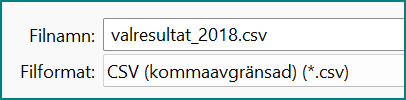 Filnamn: valresultat_2018.csv
Filformat: CSV (kommaavgränsad) (*.csv)